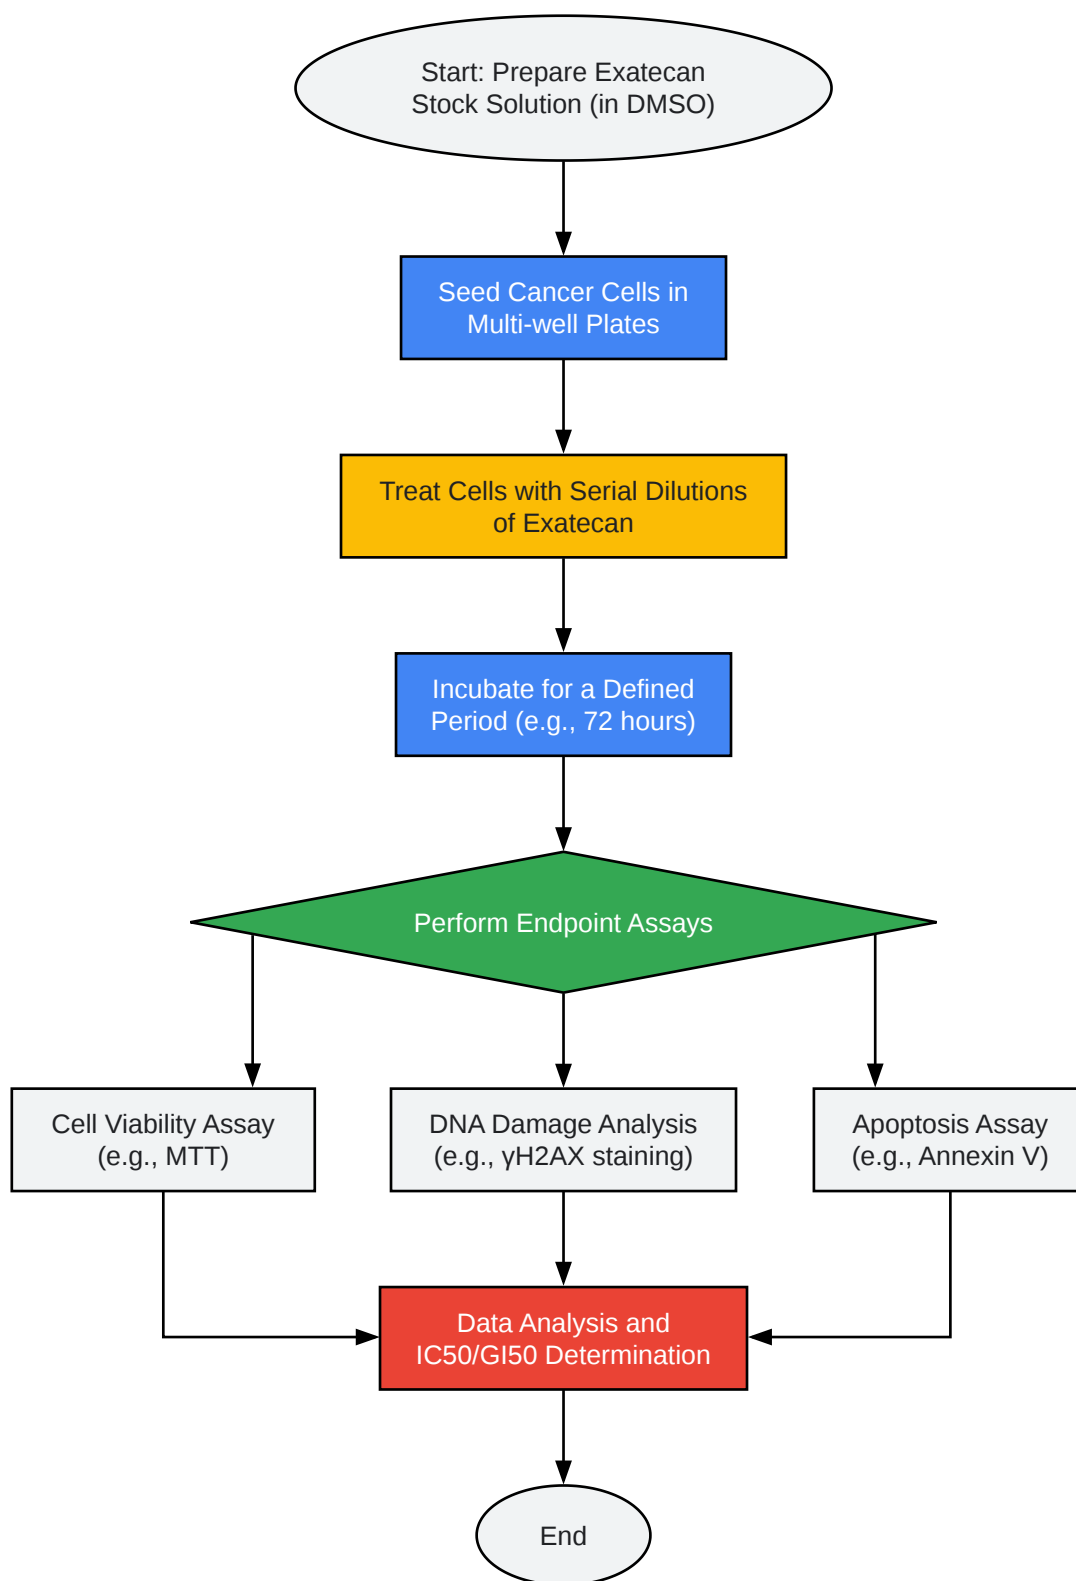 Start: Prepare Exatecan
Stock Solution (in DMSO)
Seed Cancer Cells in
Multi-well Plates
Treat Cells with Serial Dilutions
of Exatecan
Incubate for a Defined
Period (e.g., 72 hours)
Perform Endpoint Assays
Cell Viability Assay
(e.g., MTT)
DNA Damage Analysis
(e.g., γH2AX staining)
Apoptosis Assay
(e.g., Annexin V)
Data Analysis and
IC50/GI50 Determination
End